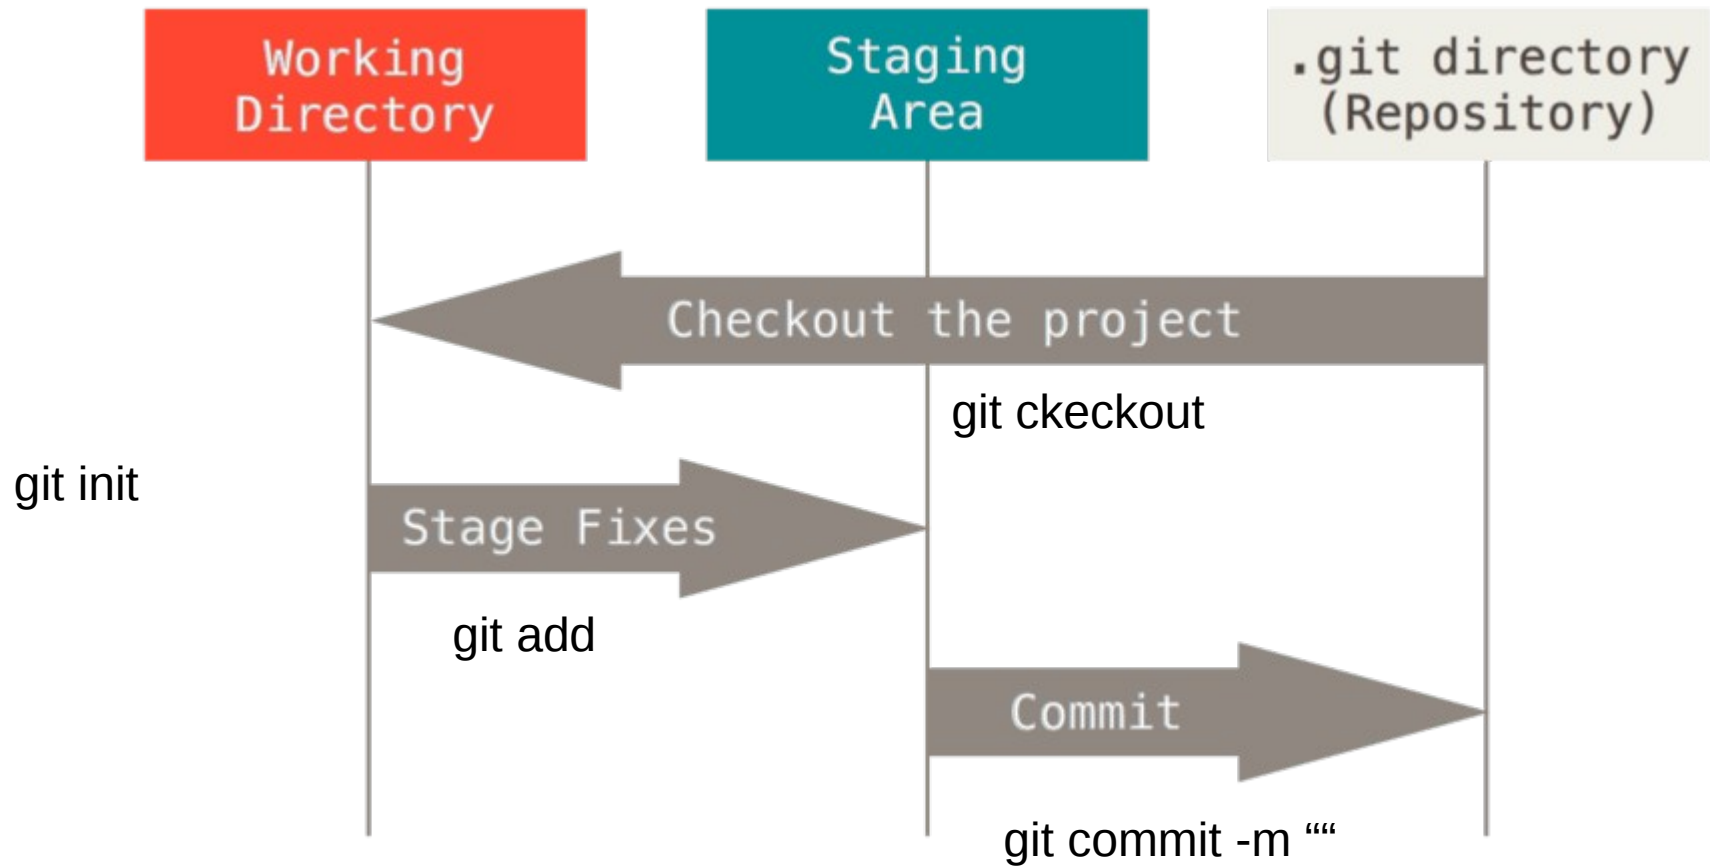 Working
Directory
Staging
Area
.git directory
(Repository)
Checkout the project
git ckeckout
git init
Stage Fixes
git add
Commit
git commit -m ““